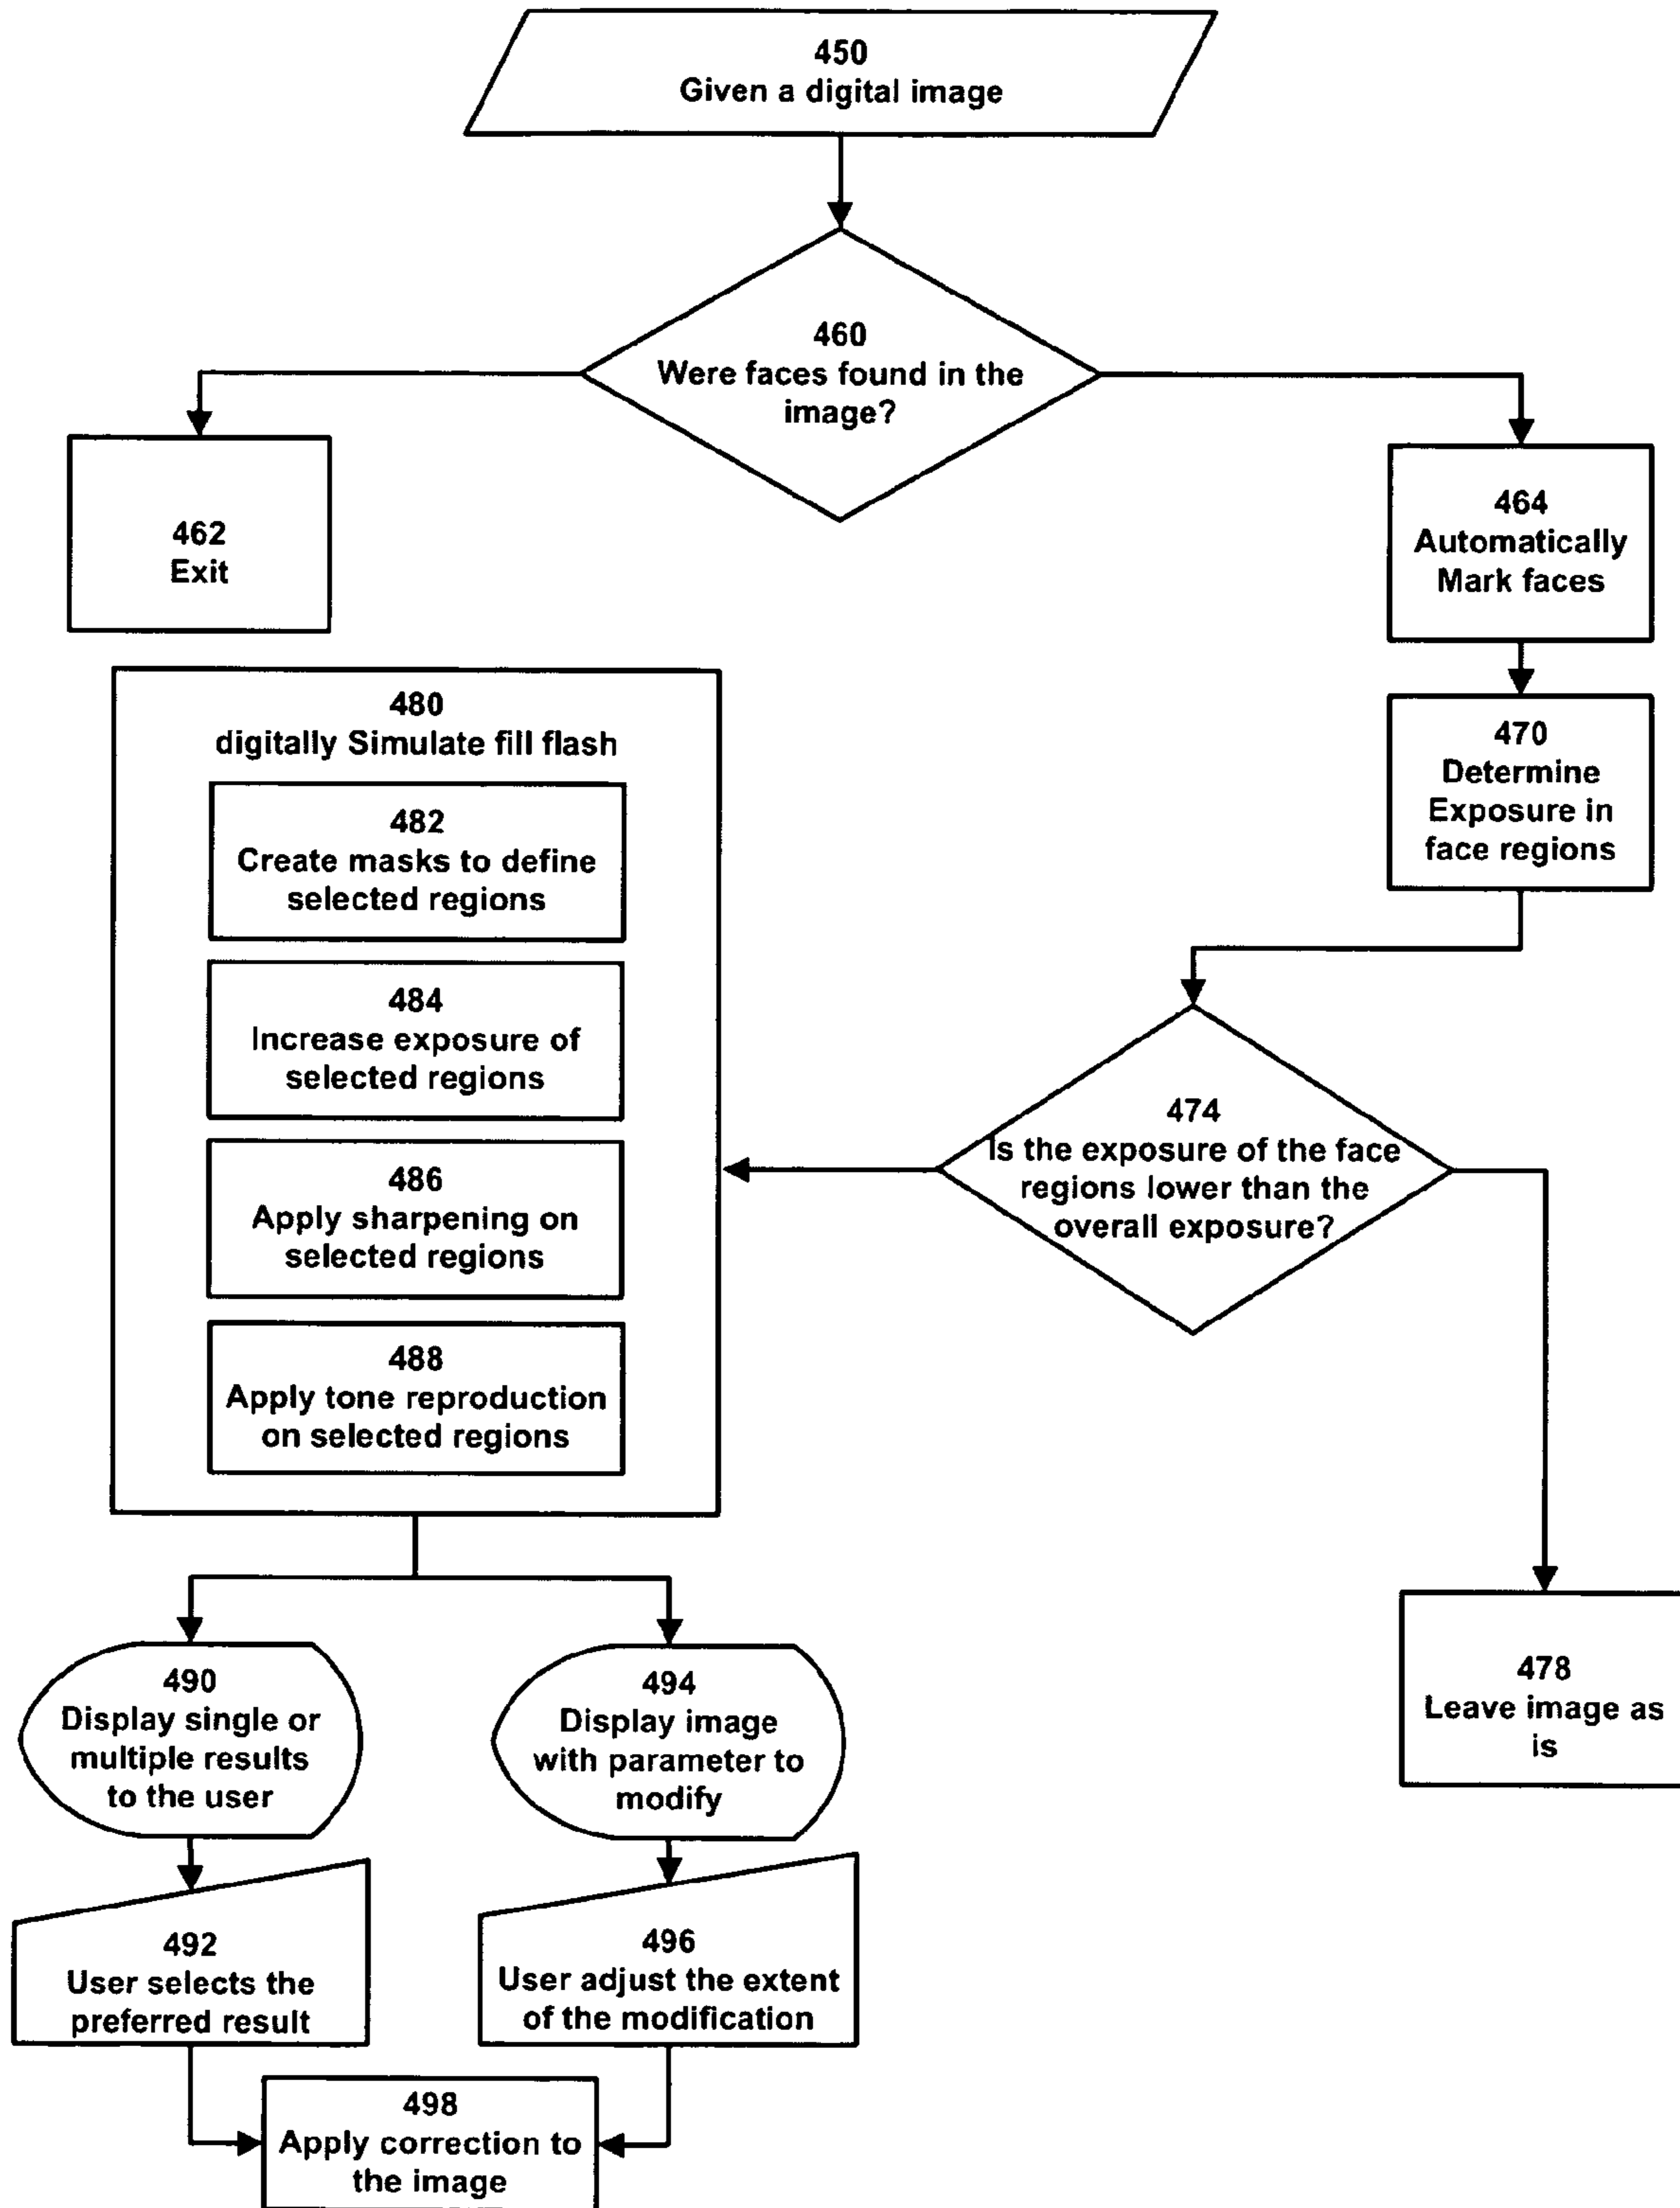 450
Given a digital image
460
Were faces found in the
image?
462
Exit
464
Automatically
Mark faces
470
Determine
Exposure in
face regions
474
Is the exposure of the face
regions lower than the
overall exposure?
478
Leave image as
is
480
digitally Simulate fill flash
482
Create masks to define
selected regions
484
Increase exposure of
selected regions
486
Apply sharpening on
selected regions
488
Apply tone reproduction
on selected regions
490
Display single or
multiple results
to the user
492
User selects the
preferred result
494
Display image
with parameter to
modify
496
User adjust the extent
of the modification
498
Apply correction to
the image